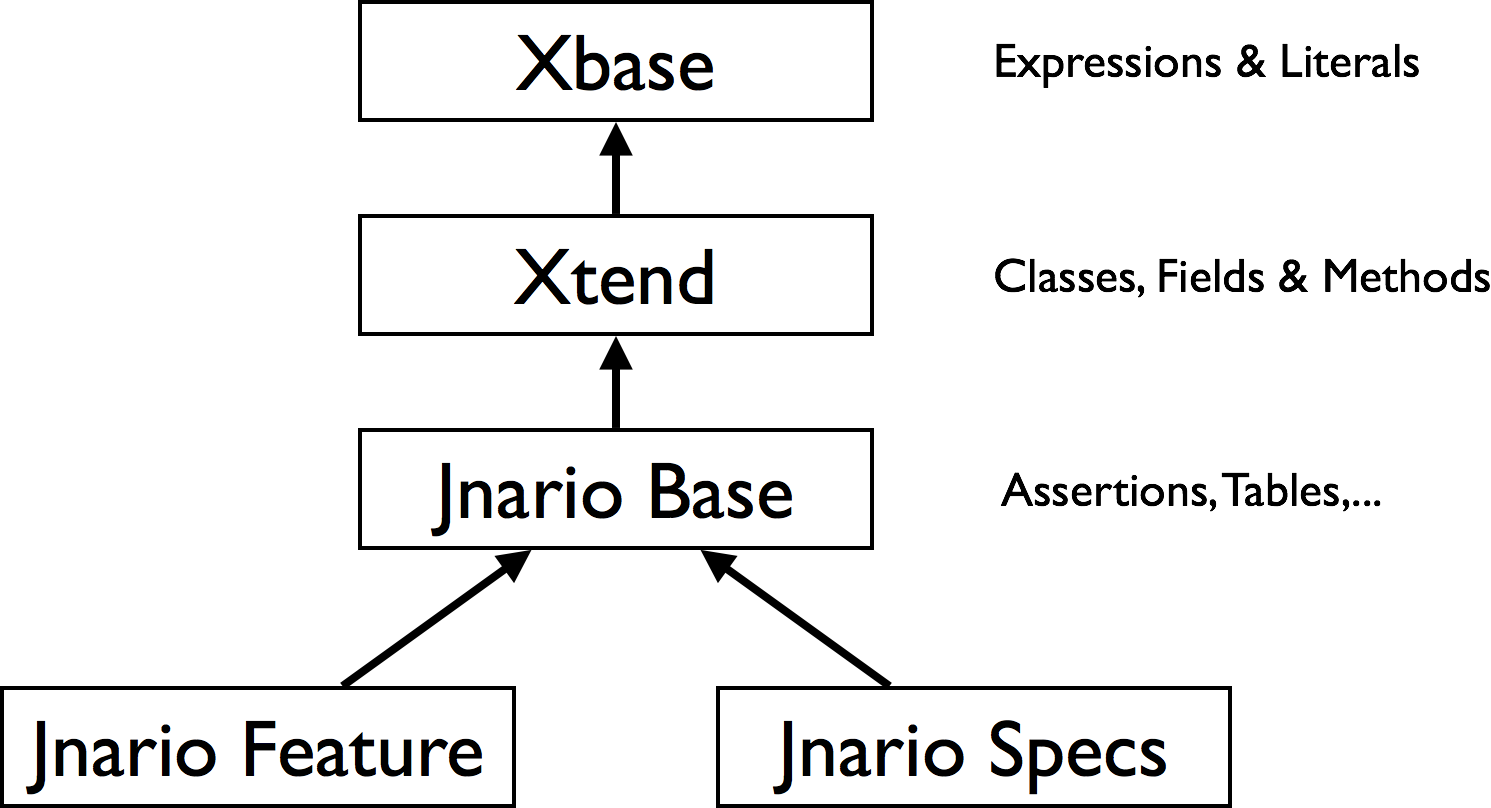 Xbase
Expressions & Literals
Xtend
Classes, Fields & Methods
Jnario Base
Assertions, Tables,...
Jnario Feature
Jnario Specs